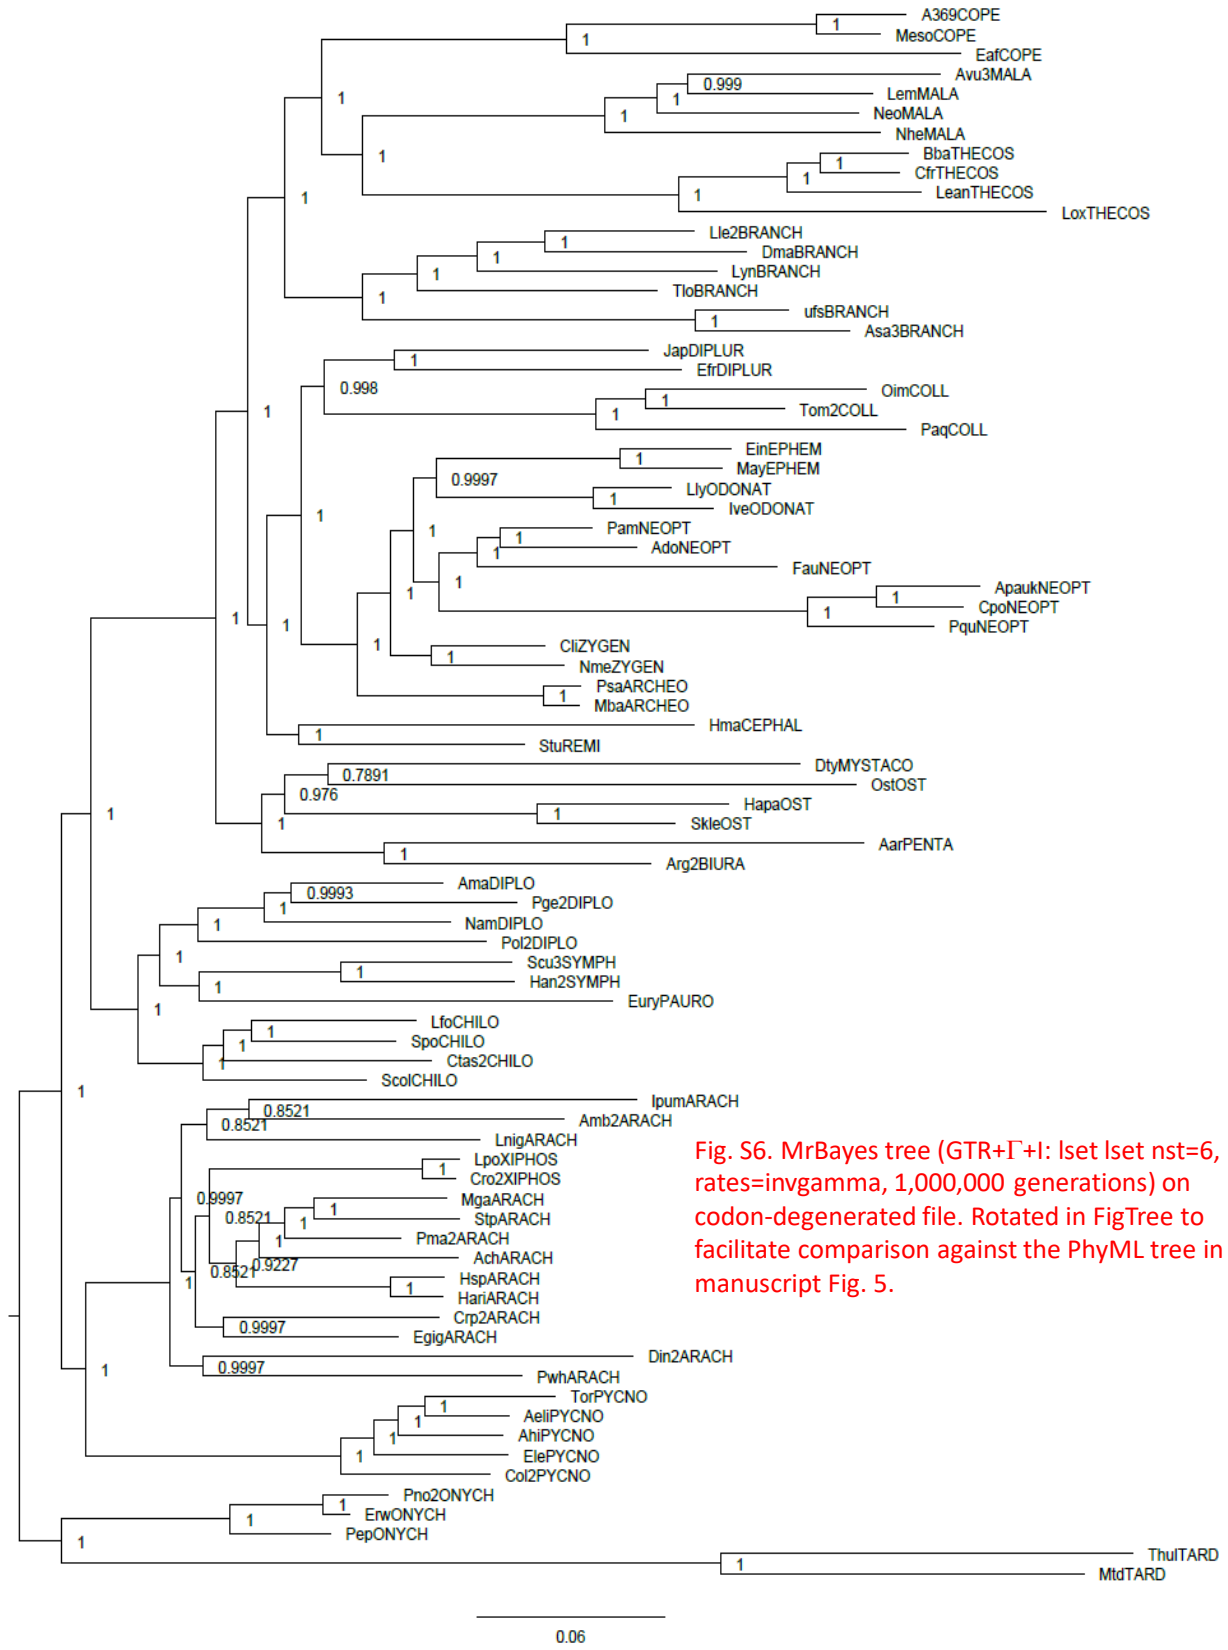 A369COPE
1
MesoCOPE
1
EafCOPE
Avu3MALA
0.999
LemMALA
1
1
NeoMALA
1
NheMALA
1
BbaTHECOS
1
CfrTHECOS
1
LeanTHECOS
1
1
LoxTHECOS
Lle2BRANCH
1
DmaBRANCH
1
LynBRANCH
1
TloBRANCH
1
ufsBRANCH
1
Asa3BRANCH
JapDIPLUR
1
EfrDIPLUR
0.998
OimCOLL
1
Tom2COLL
1
1
PaqCOLL
EinEPHEM
1
MayEPHEM
0.9997
LlyODONAT
1
IveODONAT
1
PamNEOPT
1
1
AdoNEOPT
1
FauNEOPT
1
ApaukNEOPT
1
1
CpoNEOPT
1
1
PquNEOPT
1
1
CliZYGEN
1
1
NmeZYGEN
PsaARCHEO
1
MbaARCHEO
HmaCEPHAL
1
StuREMI
DtyMYSTACO
0.7891
OstOST
0.976
HapaOST
1
1
SkleOST
1
AarPENTA
1
Arg2BIURA
AmaDIPLO
0.9993
Pge2DIPLO
1
NamDIPLO
1
Pol2DIPLO
1
Scu3SYMPH
1
Han2SYMPH
EuryPAURO
1
LfoCHILO
1
SpoCHILO
1
Ctas2CHILO
1
ScolCHILO
1
IpumARACH
0.8521
Amb2ARACH
0.8521
LnigARACH
LpoXIPHOS
1
Cro2XIPHOS
0.9997
MgaARACH
1
0.8521
StpARACH
1
Pma2ARACH
AchARACH
0.9227
0.8521
HspARACH
1
1
HariARACH
Crp2ARACH
0.9997
EgigARACH
Din2ARACH
0.9997
1
PwhARACH
TorPYCNO
1
AeliPYCNO
1
AhiPYCNO
1
ElePYCNO
1
Col2PYCNO
Pno2ONYCH
1
ErwONYCH
1
PepONYCH
1
ThulTARD
1
MtdTARD
0.06
Fig. S6. MrBayes tree (GTR+Γ+I: lset lset nst=6,
rates=invgamma, 1,000,000 generations) on
codon-degenerated file. Rotated in FigTree to
facilitate comparison against the PhyML tree in
manuscript Fig. 5.